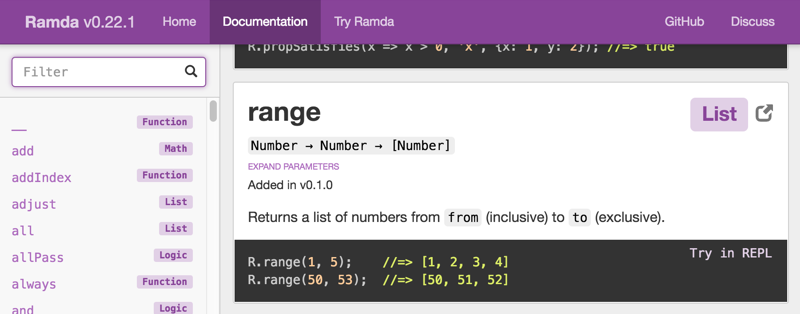 Ramda v0.22.1 Home Documentation Try Ramda GitHub Discuss
R.propSatisfies(x => x > 0, 'x', {x: 1, y: 2}); //=> true
Filter
__ Function
add Math
addIndex Function
adjust List
all List
allPass Logic
always Function
and Logic
range List
Number → Number → [Number]
EXPAND PARAMETERS
Added in v0.1.0
Returns a list of numbers from from (inclusive) to to (exclusive).
Try in REPL
R.range(1, 5);    //=> [1, 2, 3, 4]
R.range(50, 53);  //=> [50, 51, 52]